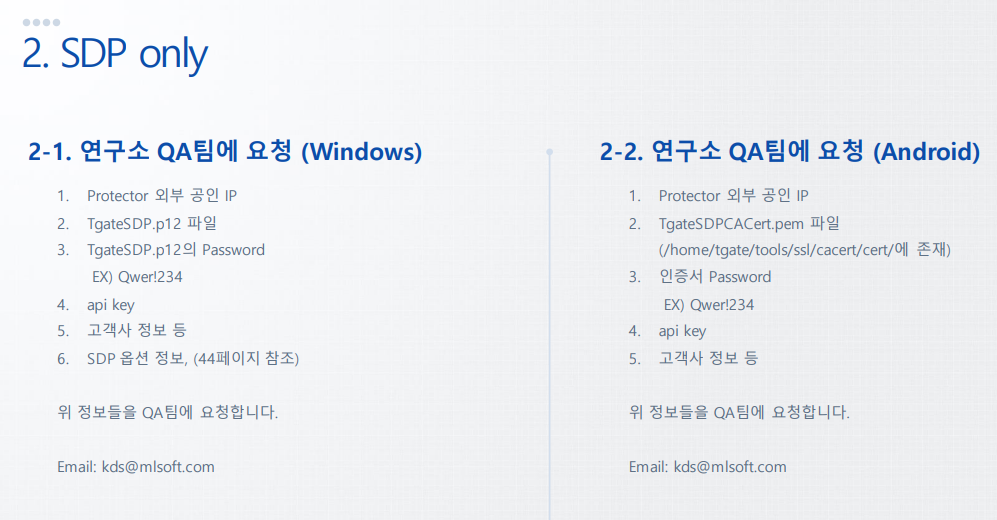 2. SDP only
2-1. 연구소 QA팀에 요청 (Windows)
1. Protector 외부 공인 IP
2. TgateSDP.p12 파일
3. TgateSDP.p12의 Password
EX) Qwer!234
4. api key
5. 고객사 정보 등
6. SDP 옵션 정보, (44페이지 참조)
위 정보들을 QA팀에 요청합니다.
Email: kds@mlsoft.com
2-2. 연구소 QA팀에 요청 (Android)
1. Protector 외부 공인 IP
2. TgateSDPCACert.pem 파일
(/home/tgate/tools/ssl/cacert/cert/에 존재)
3. 인증서 Password
EX) Qwer!234
4. api key
5. 고객사 정보 등
위 정보들을 QA팀에 요청합니다.
Email: kds@mlsoft.com